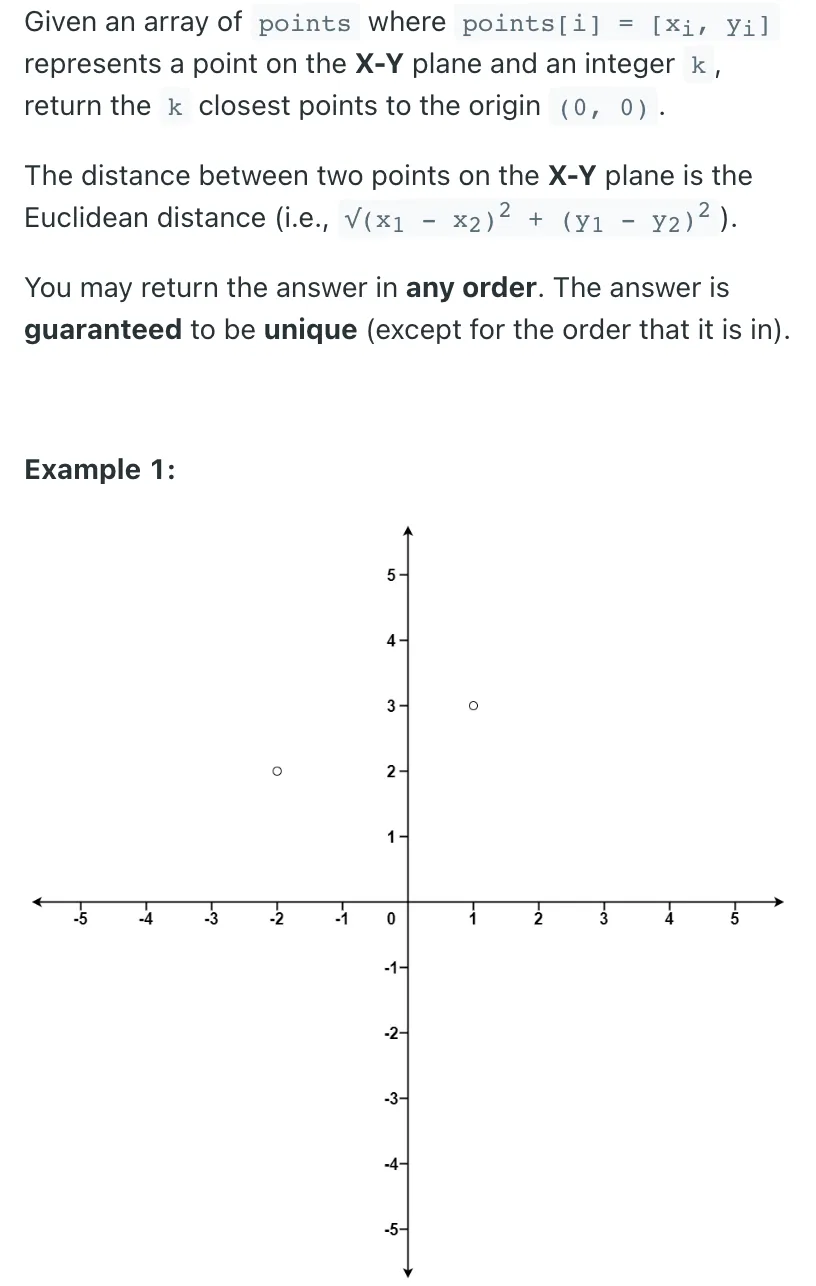 Given an array of points where points[i] = [xᵢ, yᵢ]
represents a point on the X-Y plane and an integer k,
return the k closest points to the origin (0, 0).
The distance between two points on the X-Y plane is the
Euclidean distance (i.e., √(x₁ - x₂)² + (y₁ - y₂)²).
You may return the answer in any order. The answer is
guaranteed to be unique (except for the order that it is in).
Example 1:
5
4
3
2
1
-5 -4 -3 -2 -1 0 1 2 3 4 5
-1
-2
-3
-4
-5